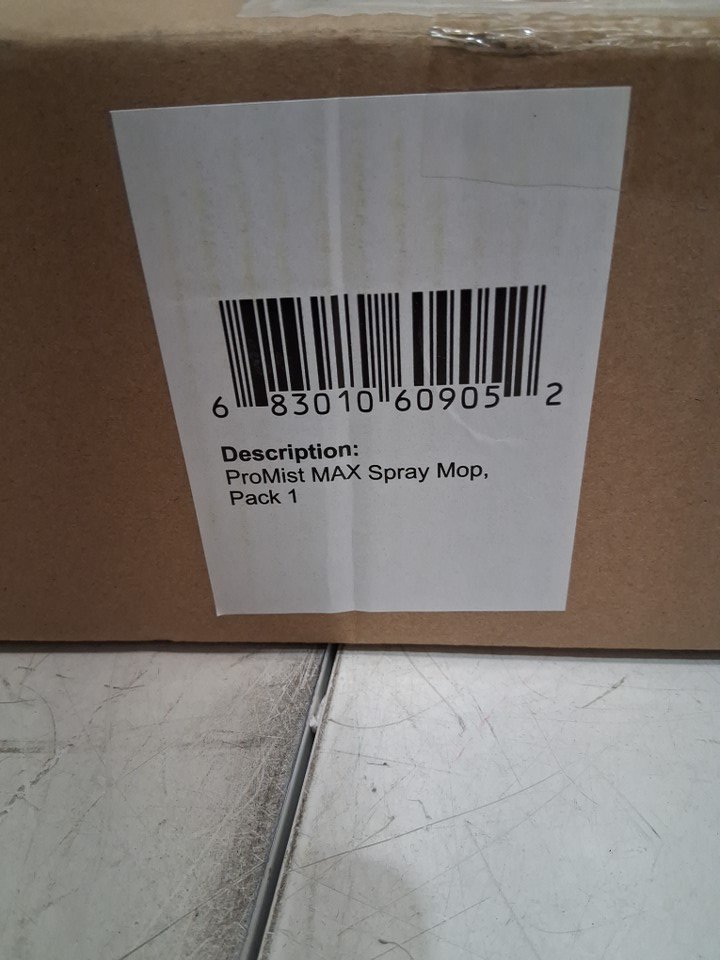 6 83010 60905 2
Description:
ProMist MAX Spray Mop,
Pack 1